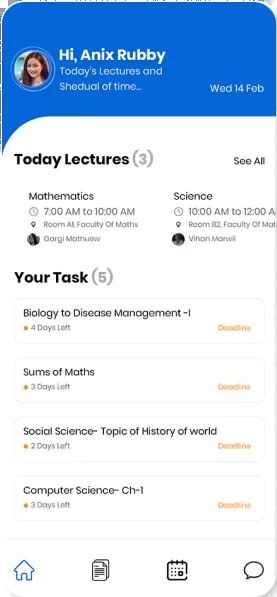 Hi, Anix Rubby
Today's Lectures and
Shedual of time...
Wed 14 Feb
Today Lectures (3)
See All
Mathematics
7:00 AM to 10:00 AM
Room A1, Faculty Of Maths
Gargi Mathuew
Science
10:00 AM to 12:00 A
Room B2, Faculty Of Mat
Vihan Marwil
Your Task (5)
Biology to Disease Management -I
4 Days Left
Deadline
Sums of Maths
3 Days Left
Deadline
Social Science- Topic of History of world
2 Days Left
Deadline
Computer Science- Ch-1
3 Days Left
Deadline